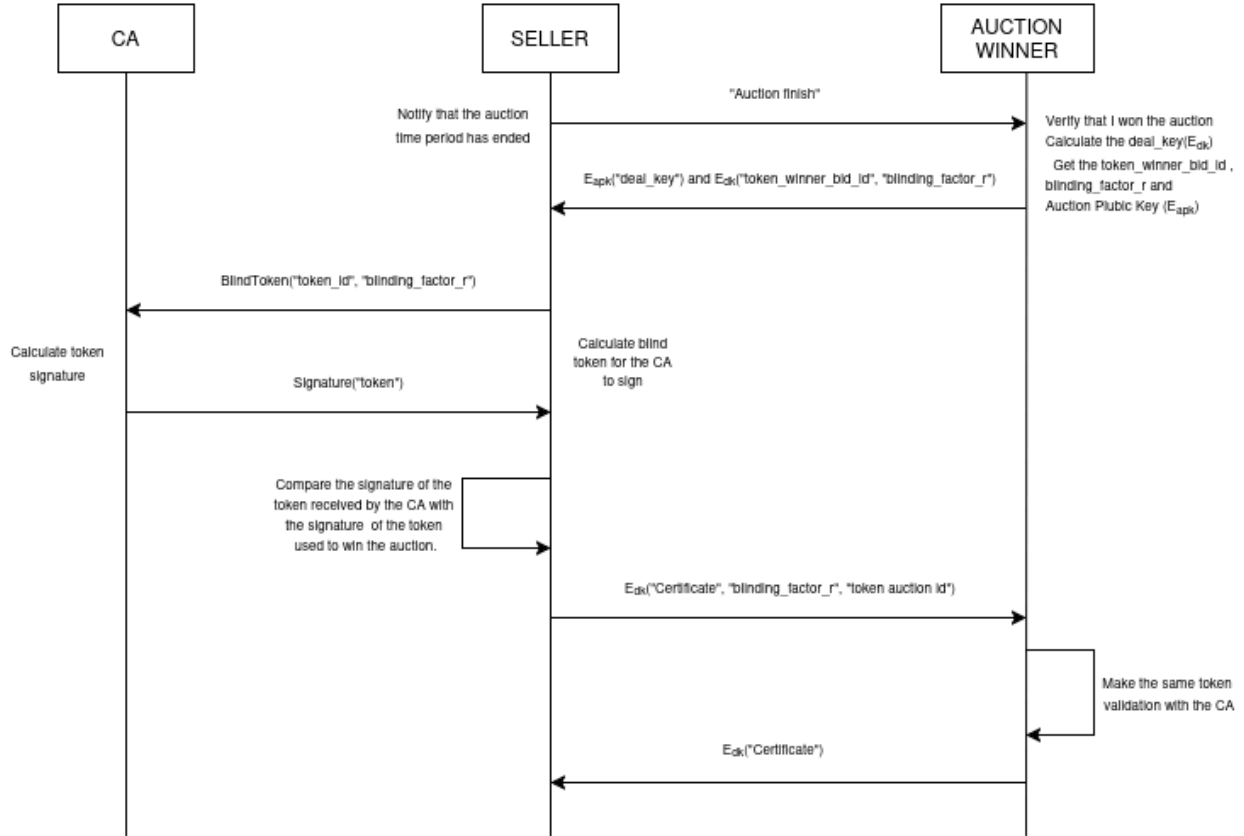 CA
SELLER
AUCTION
WINNER
"Auction finish"
Notify that the auction
time period has ended
Verify that I won the auction
Calculate the deal_key(Edk)
Get the token_winner_bid_id ,
blinding_factor_r and
Auction Plubic Key (Eapk)
Eapk("deal_key") and Edk("token_winner_bid_id", "blinding_factor_r")
BlindToken("token_id", "blinding_factor_r")
Calculate token
signature
Calculate blind
token for the CA
to sign
Signature("token")
Compare the signature of the
token received by the CA with
the signature of the token
used to win the auction.
Edk("Certificate", "blinding_factor_r", "token auction id")
Make the same token
validation with the CA
Edk("Certificate")